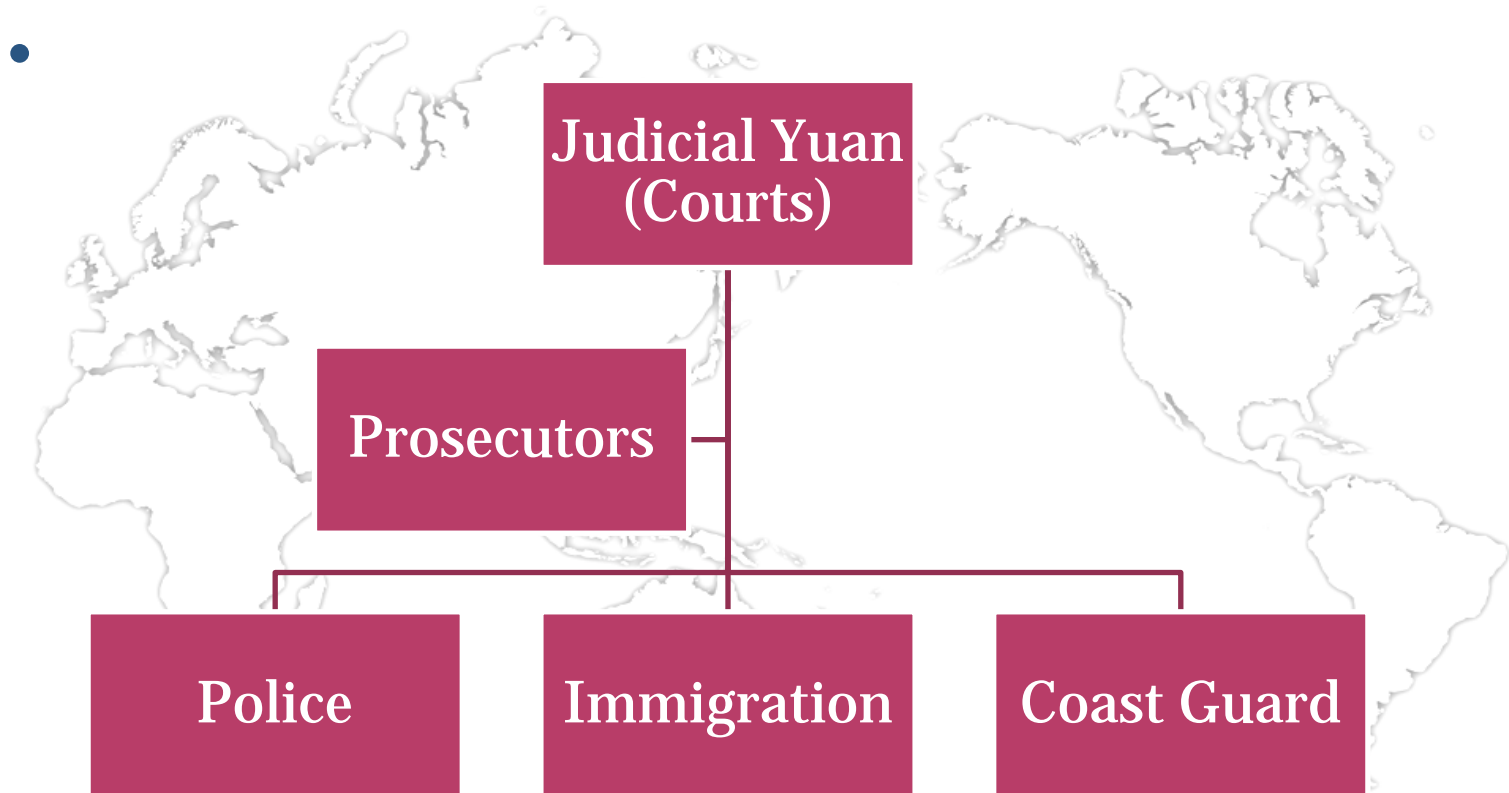 Judicial Yuan
(Courts)
Prosecutors
Police
Immigration
Coast Guard